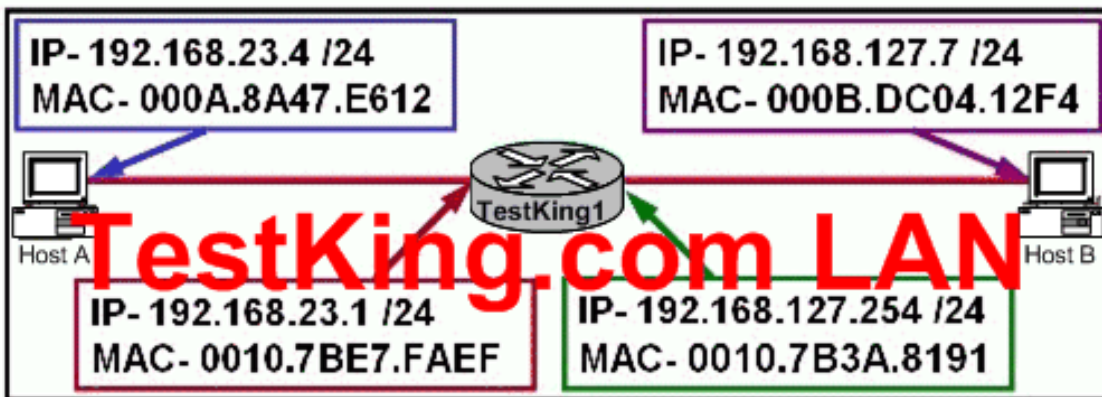 IP- 192.168.23.4 /24
MAC- 000A.8A47.E612
IP- 192.168.127.7 /24
MAC- 000B.DC04.12F4
TestKing1
Host A
TestKing.com LAN
Host B
IP- 192.168.23.1 /24
MAC- 0010.7BE7.FAEF
IP- 192.168.127.254 /24
MAC- 0010.7B3A.8191